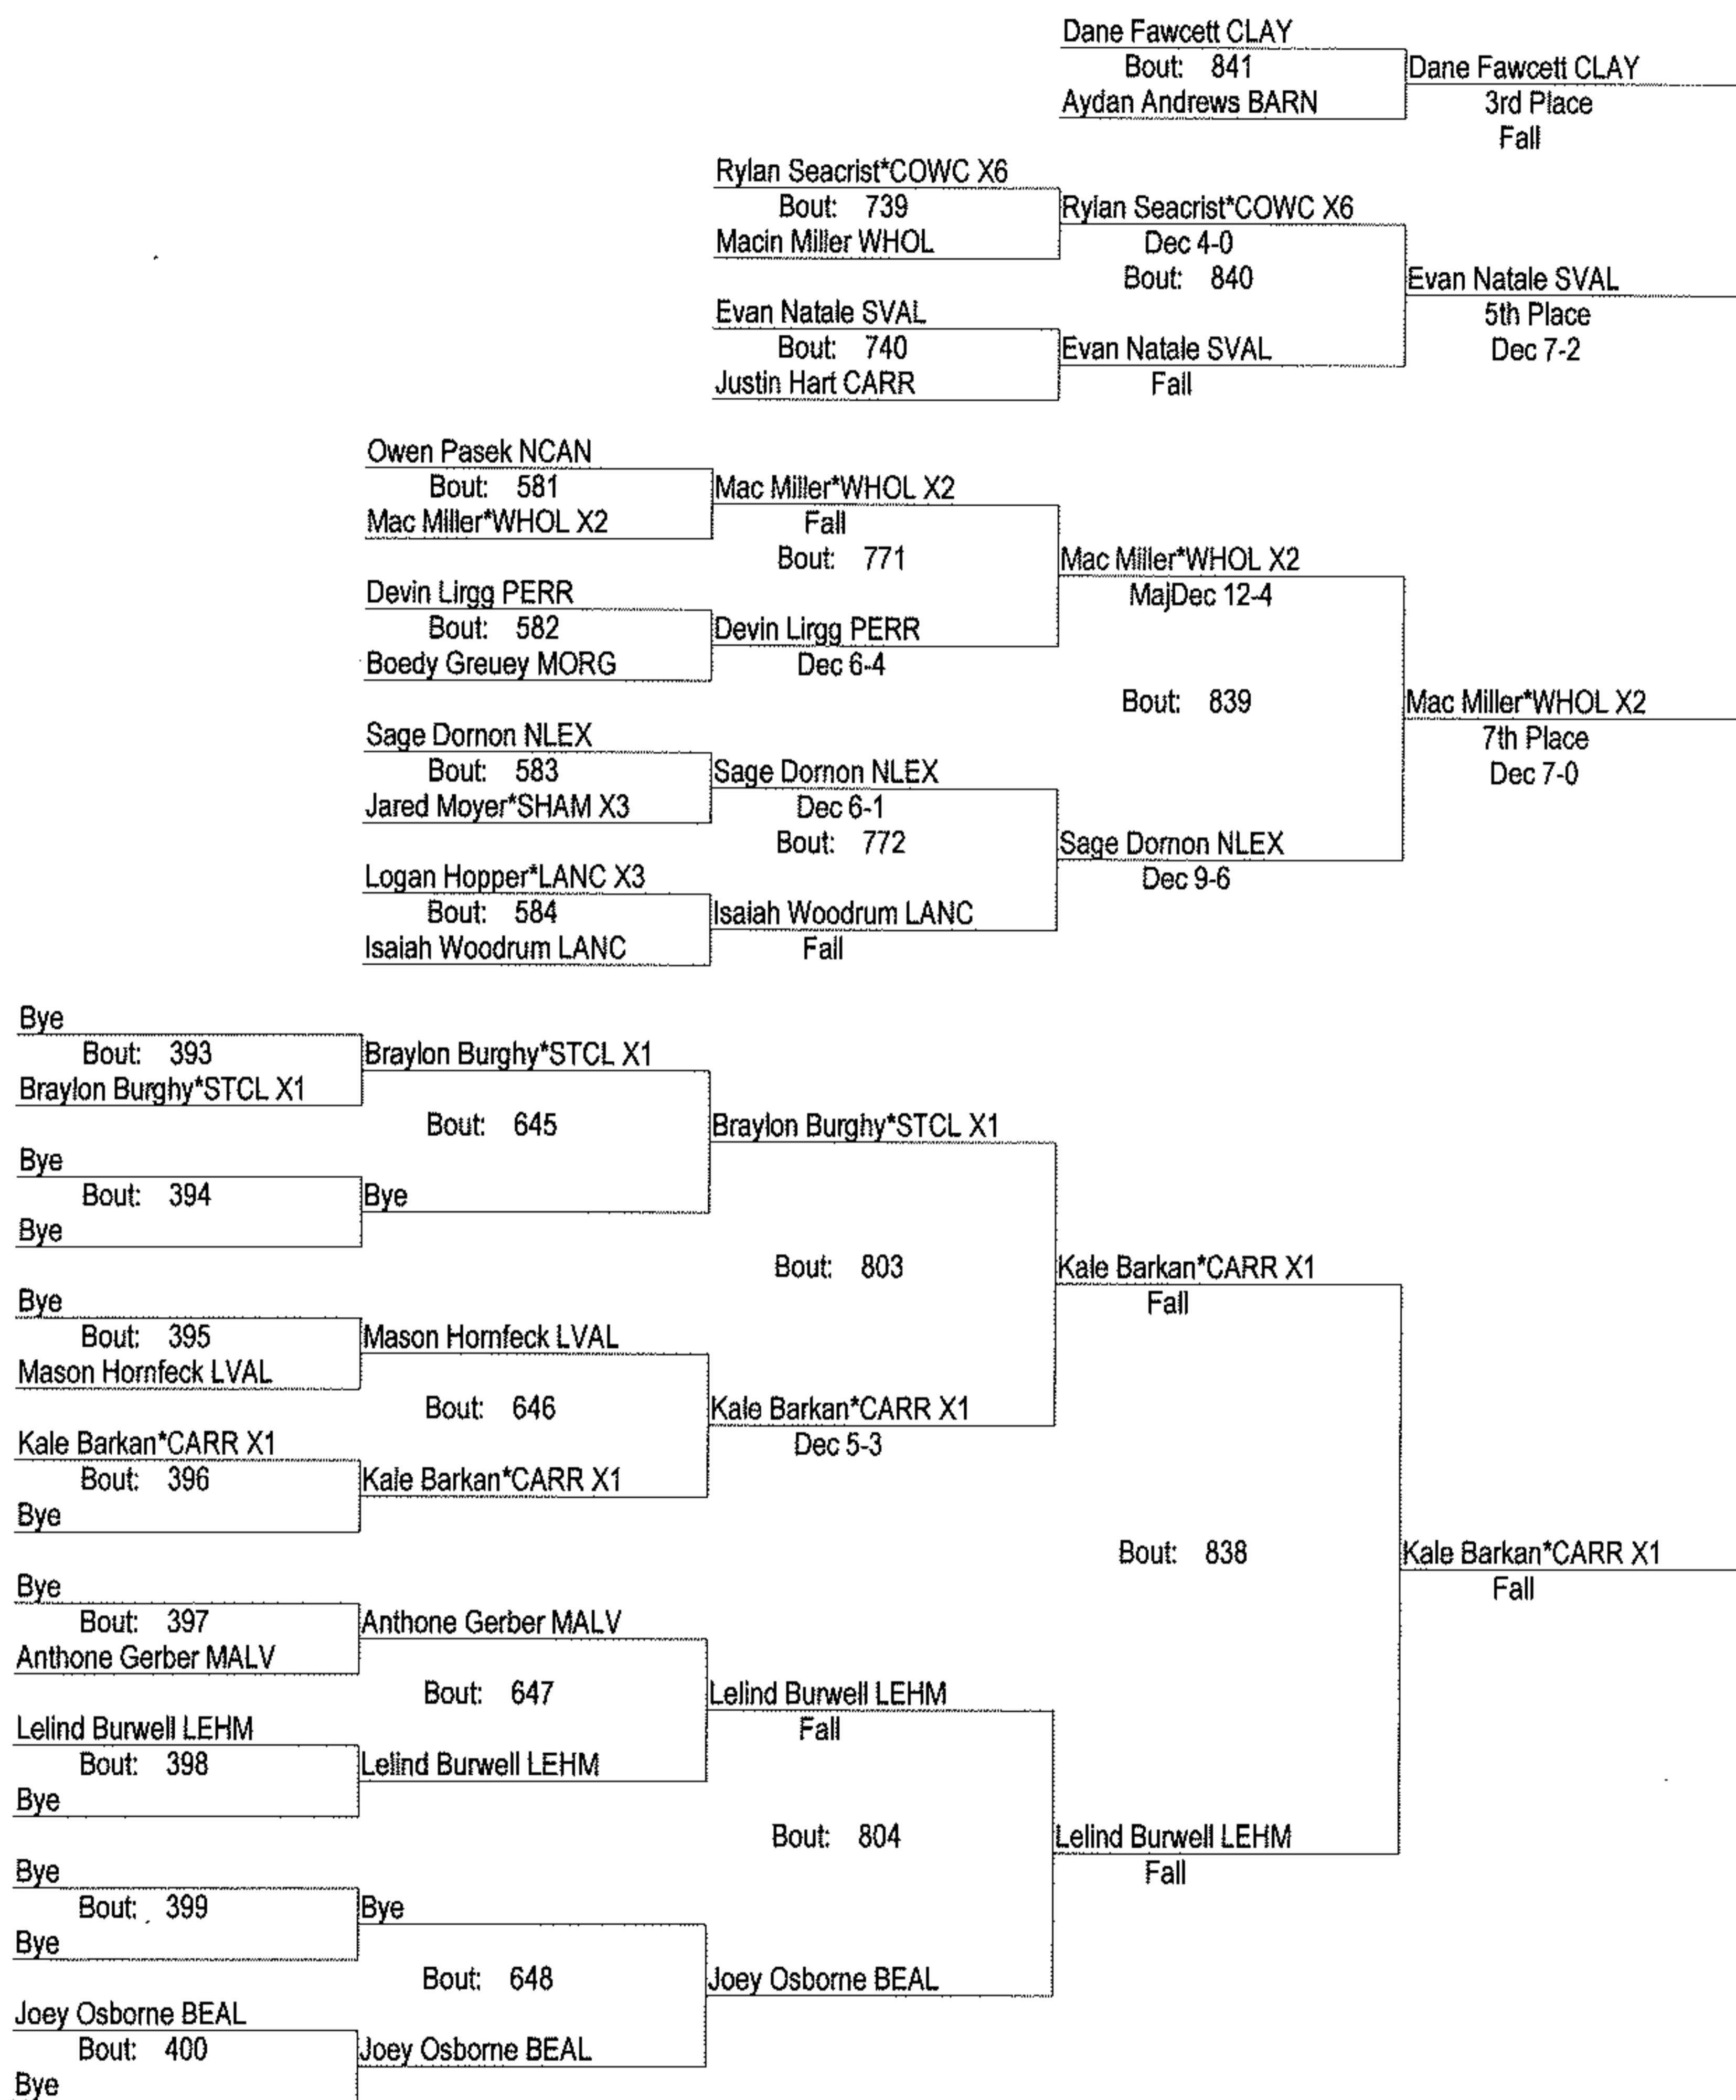 Dane Fawcett CLAY
Bout: 841
Aydan Andrews BARN
Dane Fawcett CLAY
3rd Place
Fall
Rylan Seacrist*COWC X6
Bout: 739
Macin Miller WHOL
Rylan Seacrist*COWC X6
Dec 4-0
Bout: 840
Evan Natale SVAL
5th Place
Dec 7-2
Evan Natale SVAL
Bout: 740
Justin Hart CARR
Evan Natale SVAL
Fall
Owen Pasek NCAN
Bout: 581
Mac Miller*WHOL X2
Mac Miller*WHOL X2
Fall
Bout: 771
Mac Miller*WHOL X2
MajDec 12-4
Devin Lirgg PERR
Bout: 582
Boedy Greuey MORG
Devin Lirgg PERR
Dec 6-4
Bout: 839
Mac Miller*WHOL X2
7th Place
Dec 7-0
Sage Dornon NLEX
Bout: 583
Jared Moyer*SHAM X3
Sage Dornon NLEX
Dec 6-1
Bout: 772
Sage Dornon NLEX
Dec 9-6
Logan Hopper*LANC X3
Bout: 584
Isaiah Woodrum LANC
Isaiah Woodrum LANC
Fall
Bye
Bout: 393
Braylon Burghy*STCL X1
Braylon Burghy*STCL X1
Bout: 645
Braylon Burghy*STCL X1
Bye
Bout: 394
Bye
Bye
Bout: 803
Kale Barkan*CARR X1
Fall
Bye
Bout: 395
Mason Hornfeck LVAL
Mason Hornfeck LVAL
Bout: 646
Kale Barkan*CARR X1
Dec 5-3
Kale Barkan*CARR X1
Bout: 396
Bye
Kale Barkan*CARR X1
Bout: 838
Kale Barkan*CARR X1
Fall
Bye
Bout: 397
Anthone Gerber MALV
Anthone Gerber MALV
Bout: 647
Lelind Burwell LEHM
Fall
Lelind Burwell LEHM
Bout: 398
Bye
Lelind Burwell LEHM
Bout: 804
Lelind Burwell LEHM
Fall
Bye
Bout: 399
Bye
Bye
Bout: 648
Joey Osborne BEAL
Joey Osborne BEAL
Bout: 400
Bye
Joey Osborne BEAL